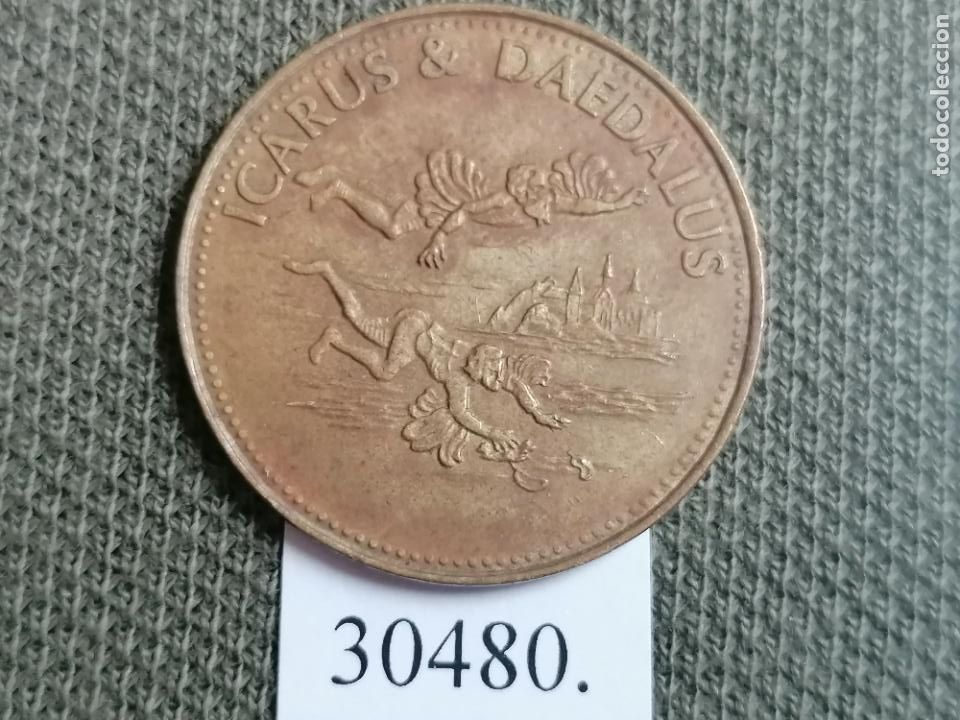 ICARUS & DAEDALUS
30480.
todocoleccion